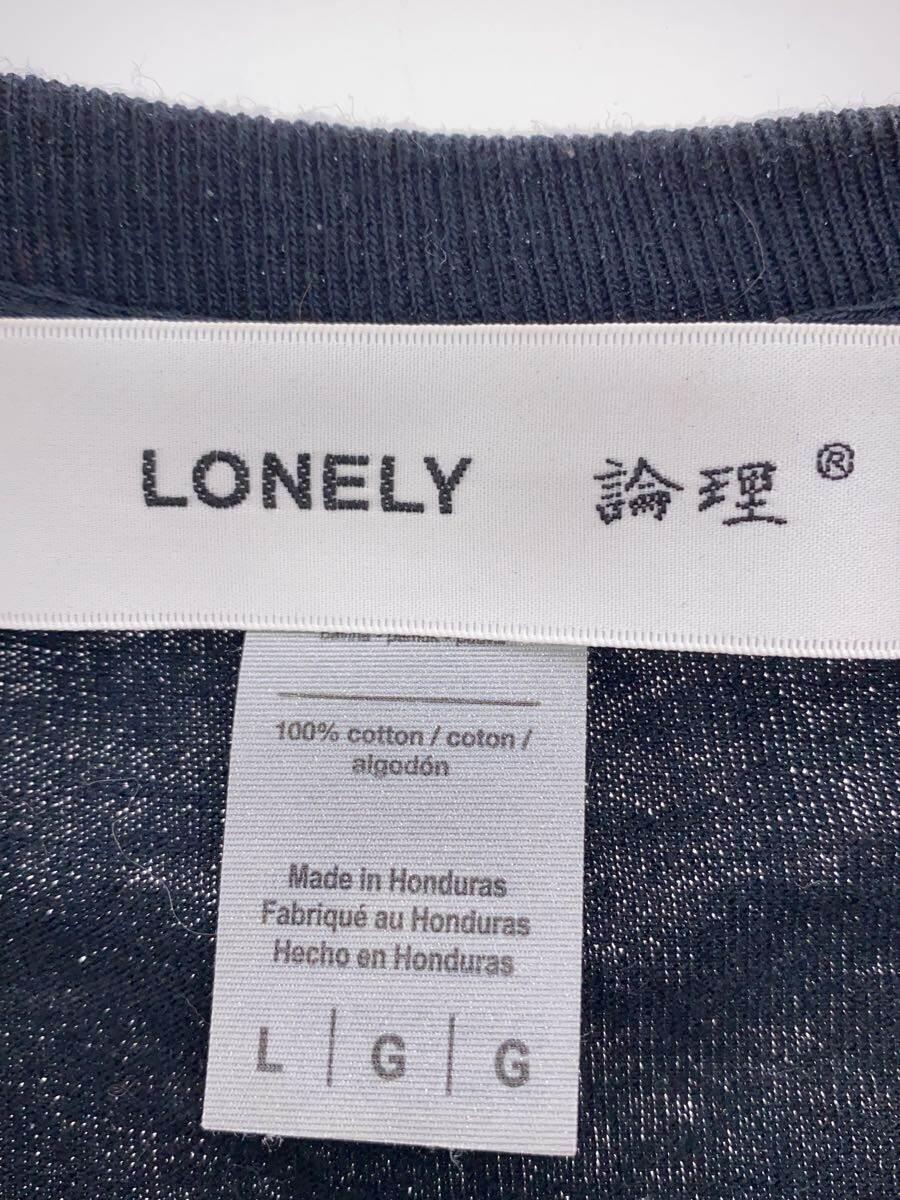 LONELY 論理 ®
100% cotton / coton /
algodón
Made in Honduras
Fabriqué au Honduras
Hecho en Honduras
L | G | G